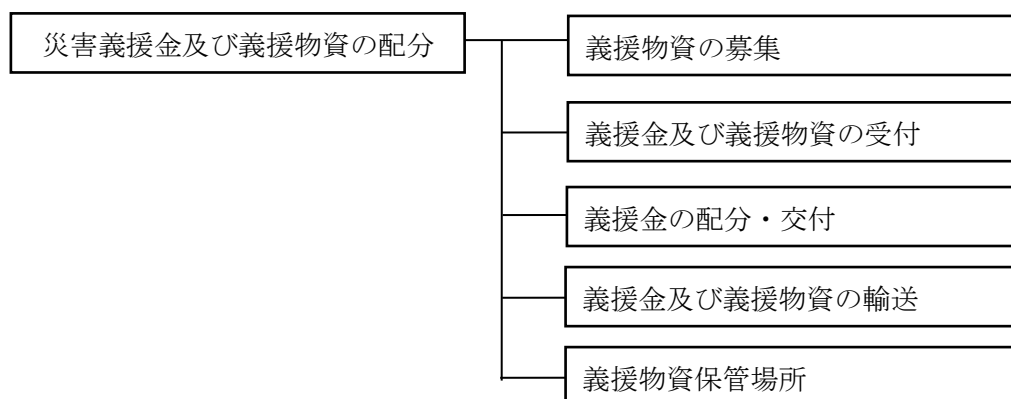 災害義援金及び義援物資の配分
義援物資の募集
義援金及び義援物資の受付
義援金の配分・交付
義援金及び義援物資の輸送
義援物資保管場所